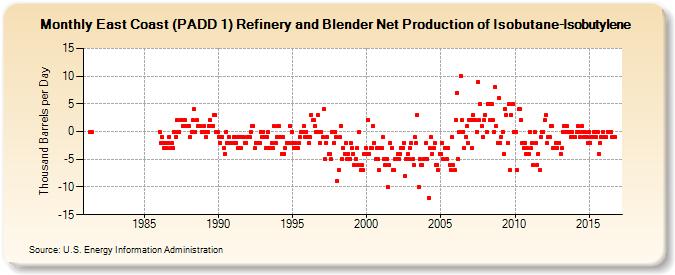 Monthly East Coast (PADD 1) Refinery and Blender Net Production of Isobutane-Isobutylene
Thousand Barrels per Day
15
10
5
0
-5
-10
-15
1985 1990 1995 2000 2005 2010 2015
Source: U.S. Energy Information Administration